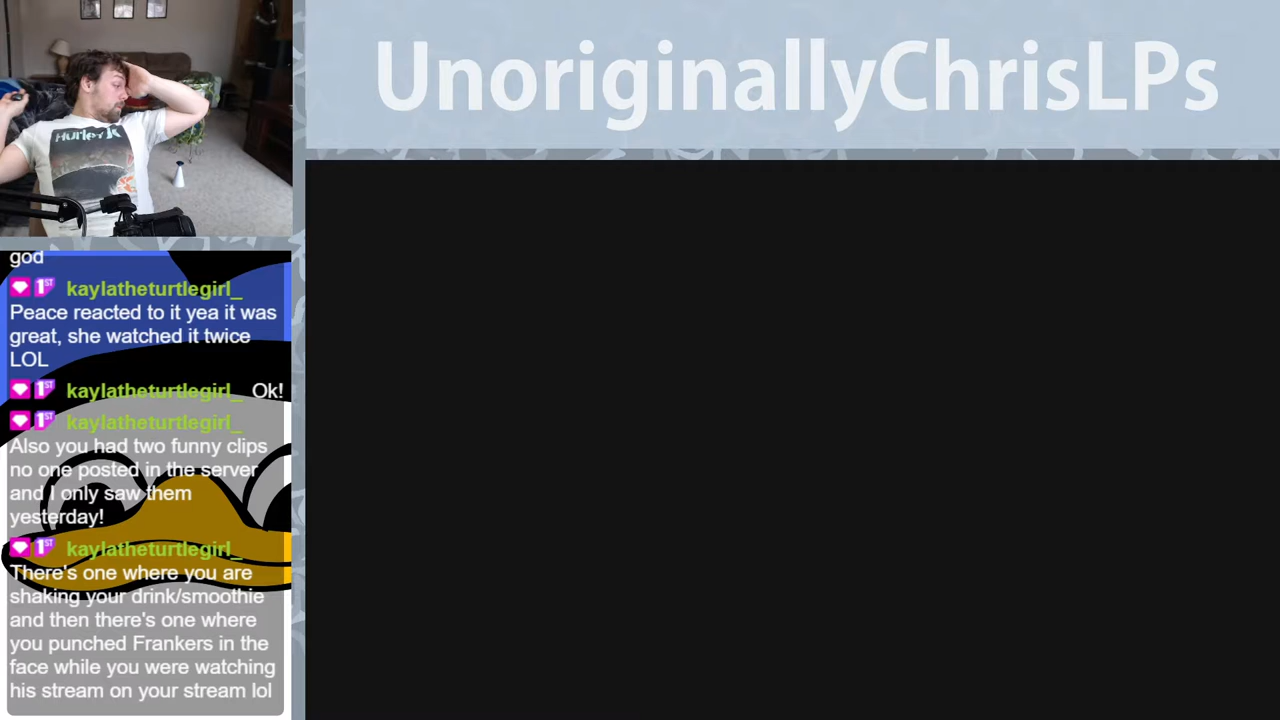 UnoriginallyChrisLPs
Hurley
god
kaylatheturtlegirl_
Peace reacted to it yea it was
great, she watched it twice
LOL
kaylatheturtlegirl_ Ok!
kaylatheturtlegirl_
Also you had two funny clips
no one posted in the server
and I only saw them
yesterday!
kaylatheturtlegirl_
There's one where you are
shaking your drink/smoothie
and then there's one where
you punched Frankers in the
face while you were watching
his stream on your stream lol